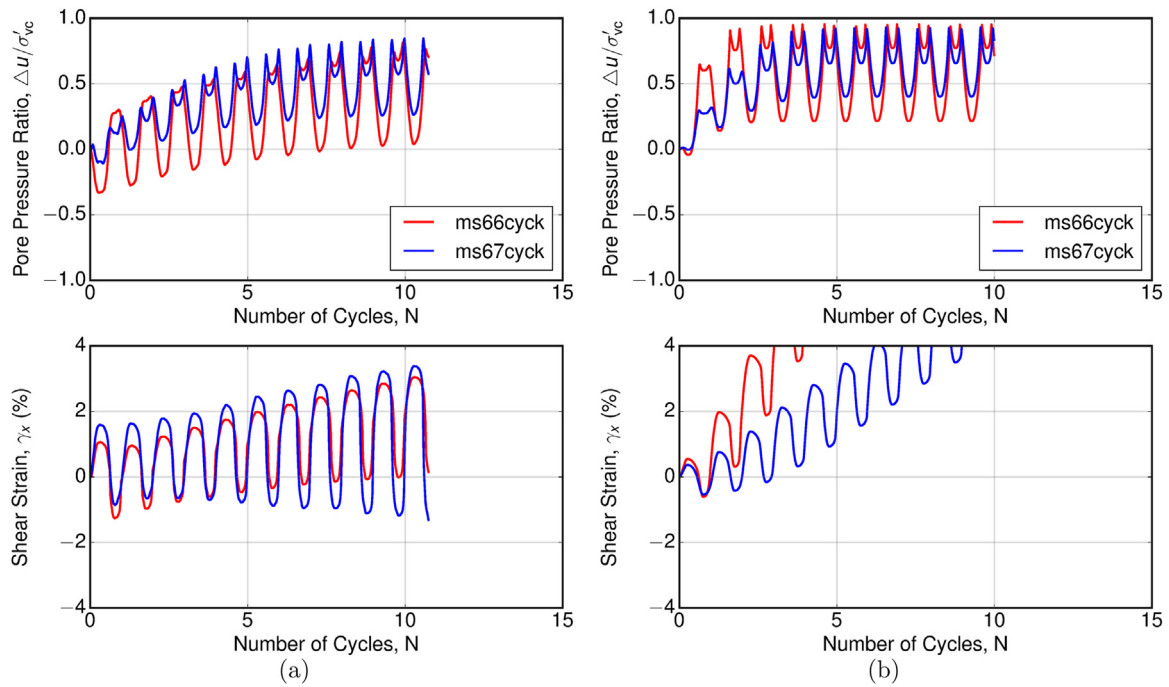 Pore Pressure Ratio, △u/σ′vc
1.0
0.5
0.0
−0.5
−1.0
ms66cyck
ms67cyck
0 5 10 15
Number of Cycles, N
Pore Pressure Ratio, △u/σ′vc
1.0
0.5
0.0
−0.5
−1.0
ms66cyck
ms67cyck
0 5 10 15
Number of Cycles, N
Shear Strain, γx (%)
4
2
0
−2
−4
0 5 10 15
Number of Cycles, N
(a)
Shear Strain, γx (%)
4
2
0
−2
−4
0 5 10 15
Number of Cycles, N
(b)